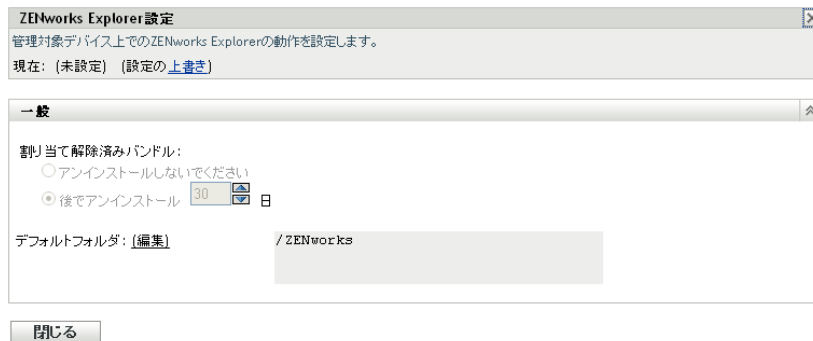 ZENworks Explorer設定
管理対象デバイス上でのZENworks Explorerの動作を設定します。
現在: (未設定) (設定の上書き)
一般
割り当て解除済みバンドル:
アンインストールしないでください
後でアンインストール 30 日
デフォルトフォルダ: (編集) /ZENworks
閉じる